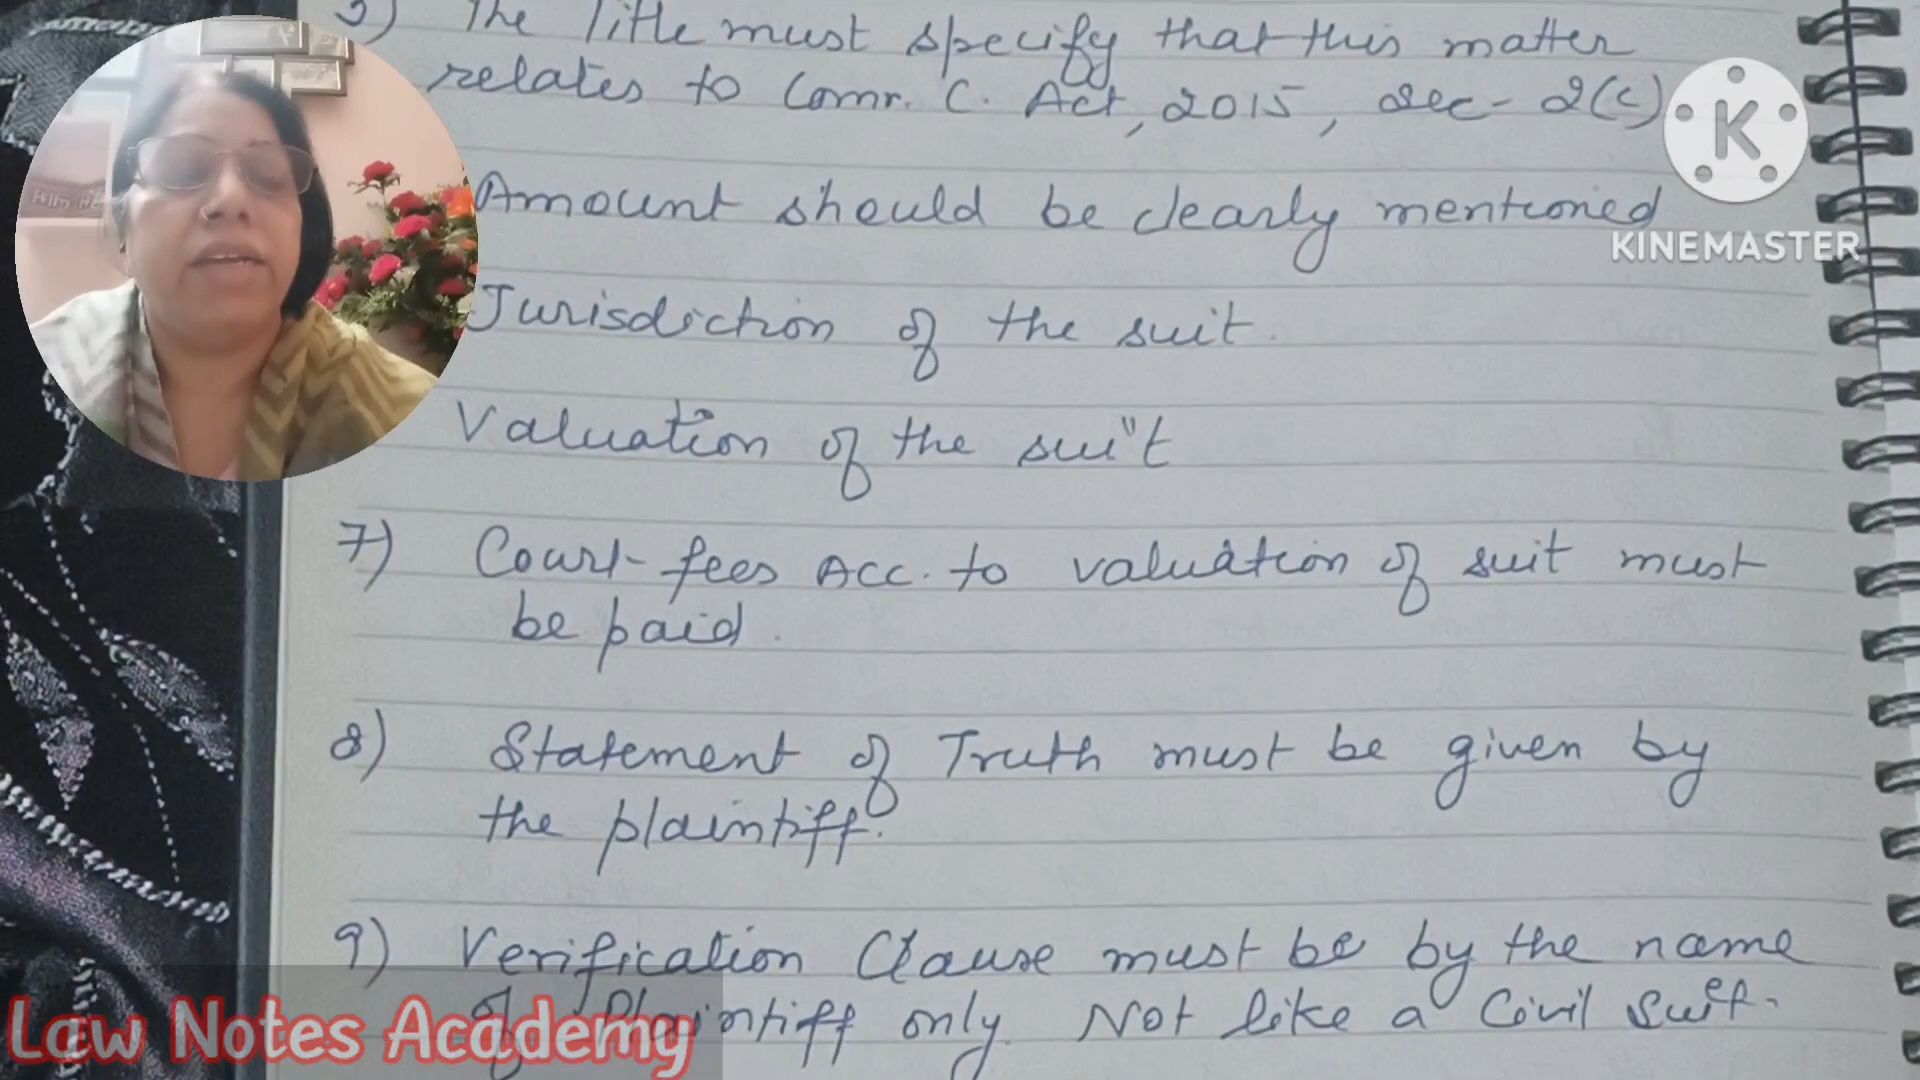 3) The Title must specify that this matter
relates to Comr. C. Act, 2015, Sec - 2(c)
Amount should be clearly mentioned
Jurisdiction of the suit.
Valuation of the suit
7) Court-fees Acc. to valuation of suit must
be paid.
8) Statement of Truth must be given by
the plaintiff.
9) Verification Clause must be by the name
of Plaintiff only. Not like a Civil Suit.
K
KINEMASTER
Law Notes Academy